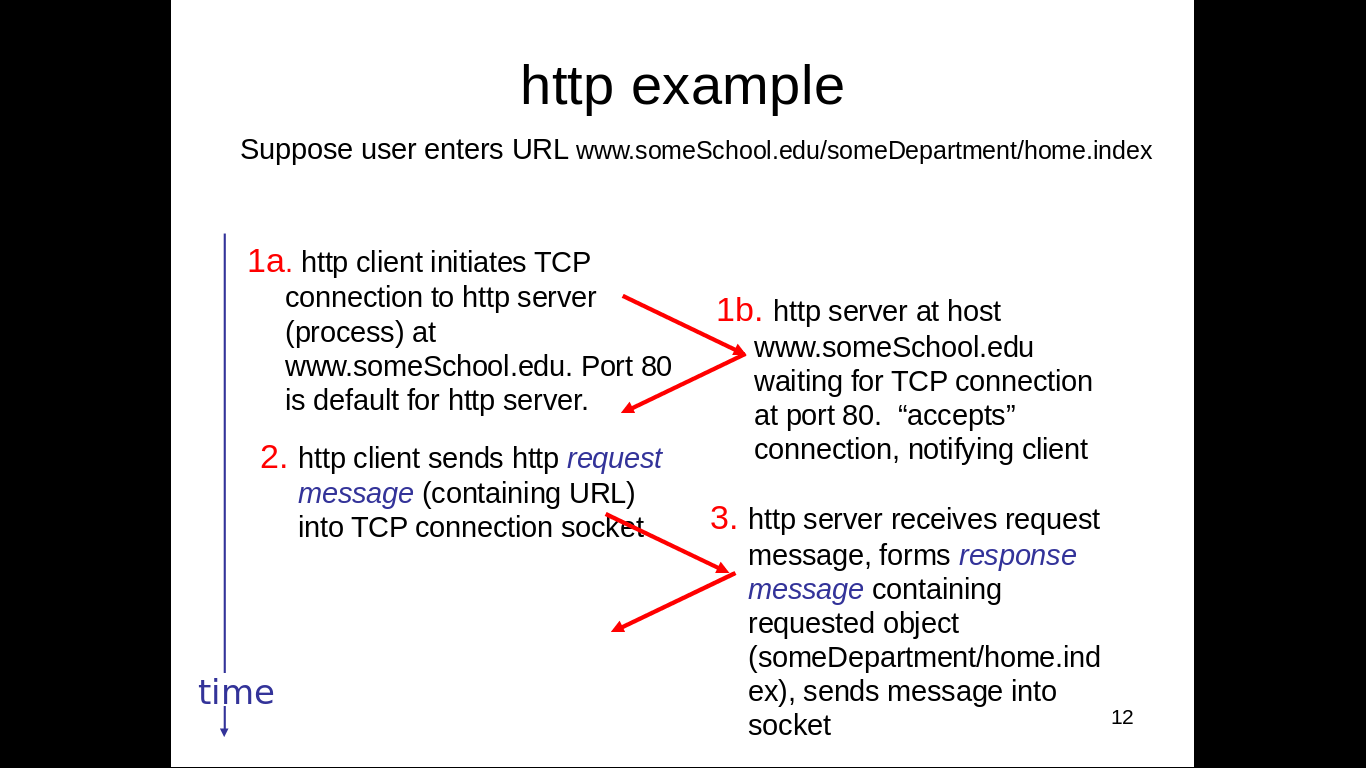 http example
Suppose user enters URL www.someSchool.edu/someDepartment/home.index
1a. http client initiates TCP
connection to http server
(process) at
www.someSchool.edu. Port 80
is default for http server.
1b. http server at host
www.someSchool.edu
waiting for TCP connection
at port 80.  “accepts”
connection, notifying client
2. http client sends http request
message (containing URL)
into TCP connection socket
3. http server receives request
message, forms response
message containing
requested object
(someDepartment/home.ind
ex), sends message into
socket
time
12